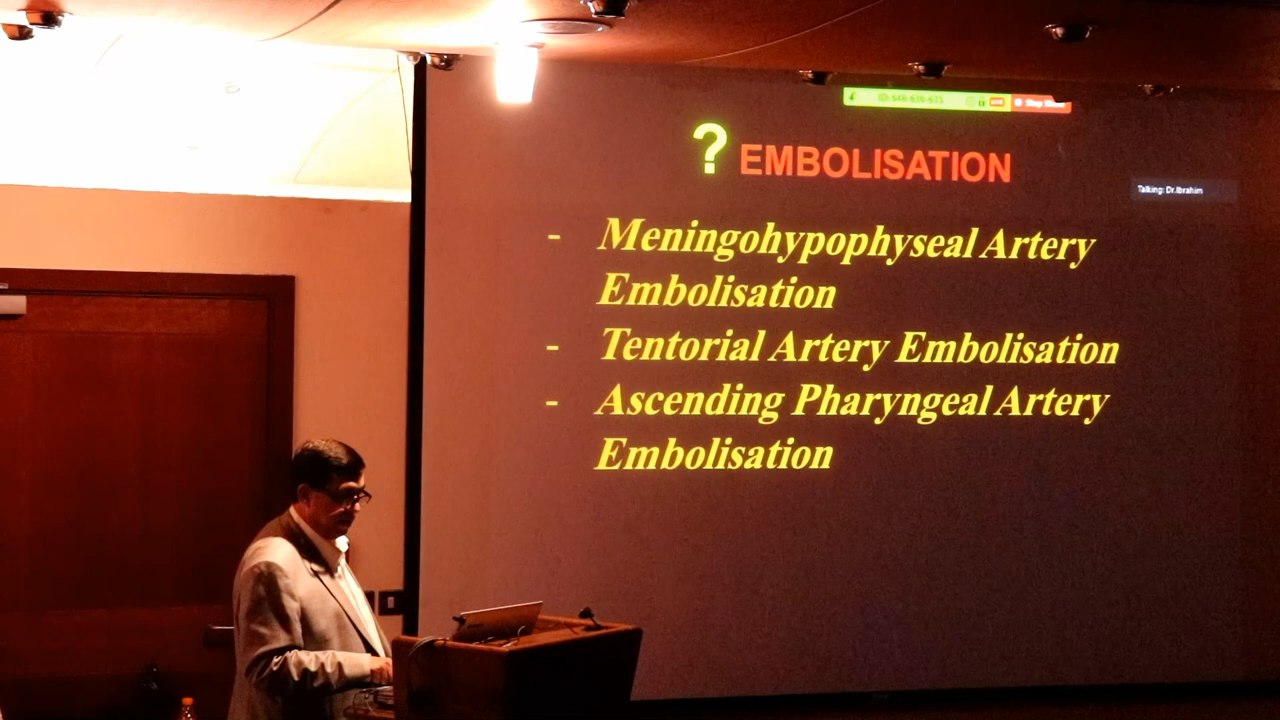 ? EMBOLISATION
Talking: Dr.Ibrahim
- Meningohypophyseal Artery
Embolisation
- Tentorial Artery Embolisation
- Ascending Pharyngeal Artery
Embolisation